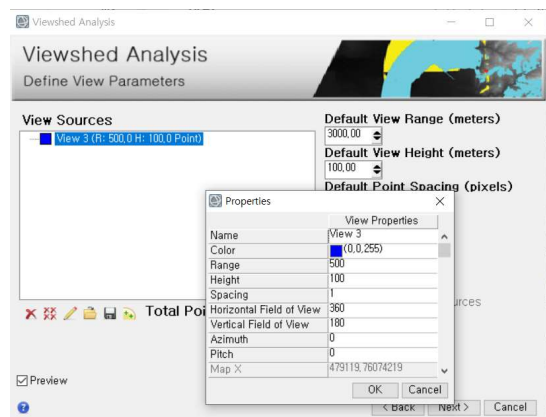 Viewshed Analysis
Viewshed Analysis
Define View Parameters
View Sources
View 3 (R: 500,0 H: 100,0 Point)
Default View Range (meters)
3000,00
Default View Height (meters)
100,00
Default Point Spacing (pixels)
Properties
View Properties
Name View 3
Color (0,0,255)
Range 500
Height 100
Spacing 1
Horizontal Field of View 360
Vertical Field of View 180
Azimuth 0
Pitch 0
Map X 479119,76074219
OK Cancel
Total Poi
urces
Preview
< Back Next > Cancel